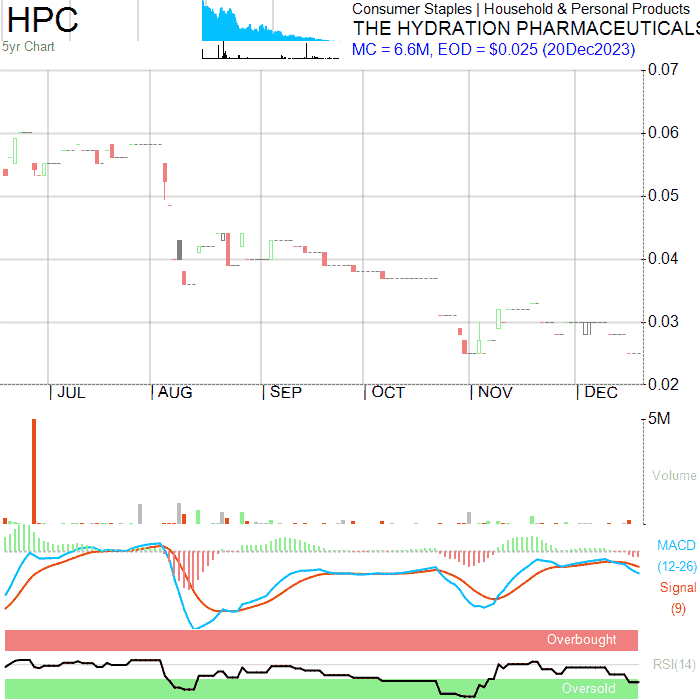 HPC
5yr Chart
Consumer Staples | Household & Personal Products
THE HYDRATION PHARMACEUTICALS
MC = 6.6M, EOD = $0.025 (20Dec2023)
0.07
0.06
0.05
0.04
0.03
0.02
JUL
AUG
SEP
OCT
NOV
DEC
5M
Volume
MACD
(12-26)
Signal
(9)
Overbought
RSI(14)
Oversold